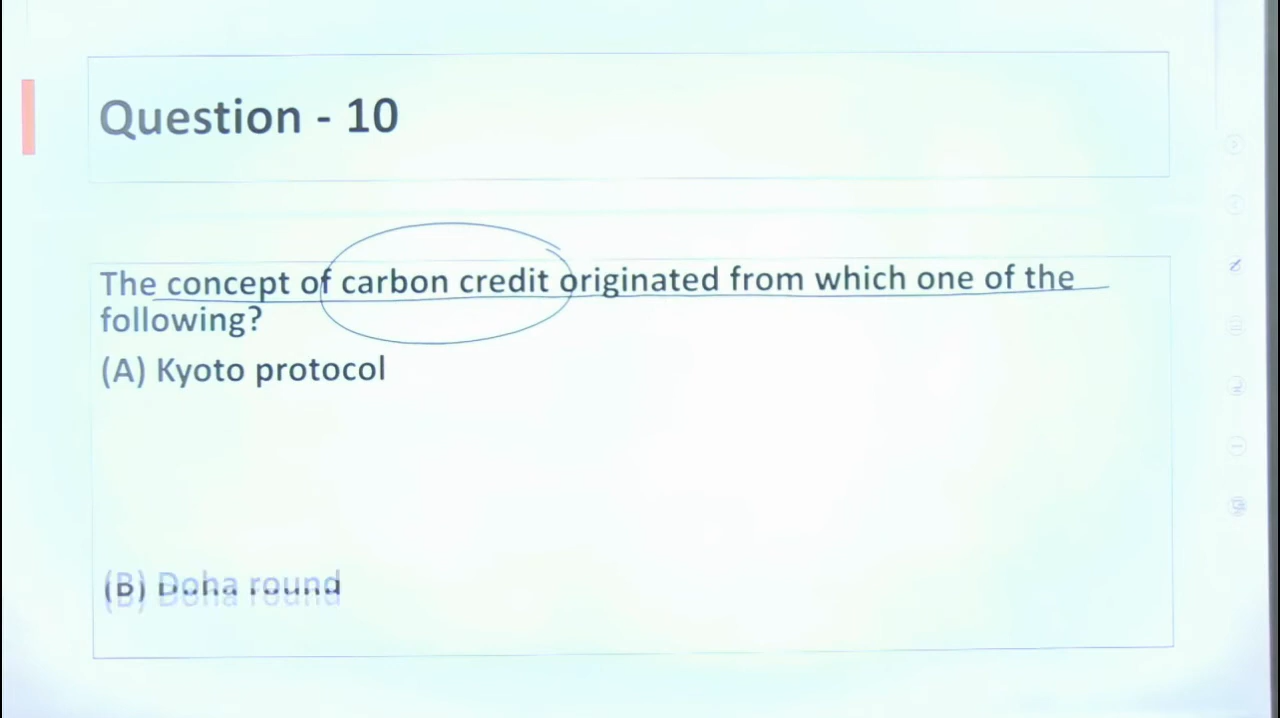 Question - 10
The concept of carbon credit originated from which one of the
following?
(A) Kyoto protocol
(B) Doha round